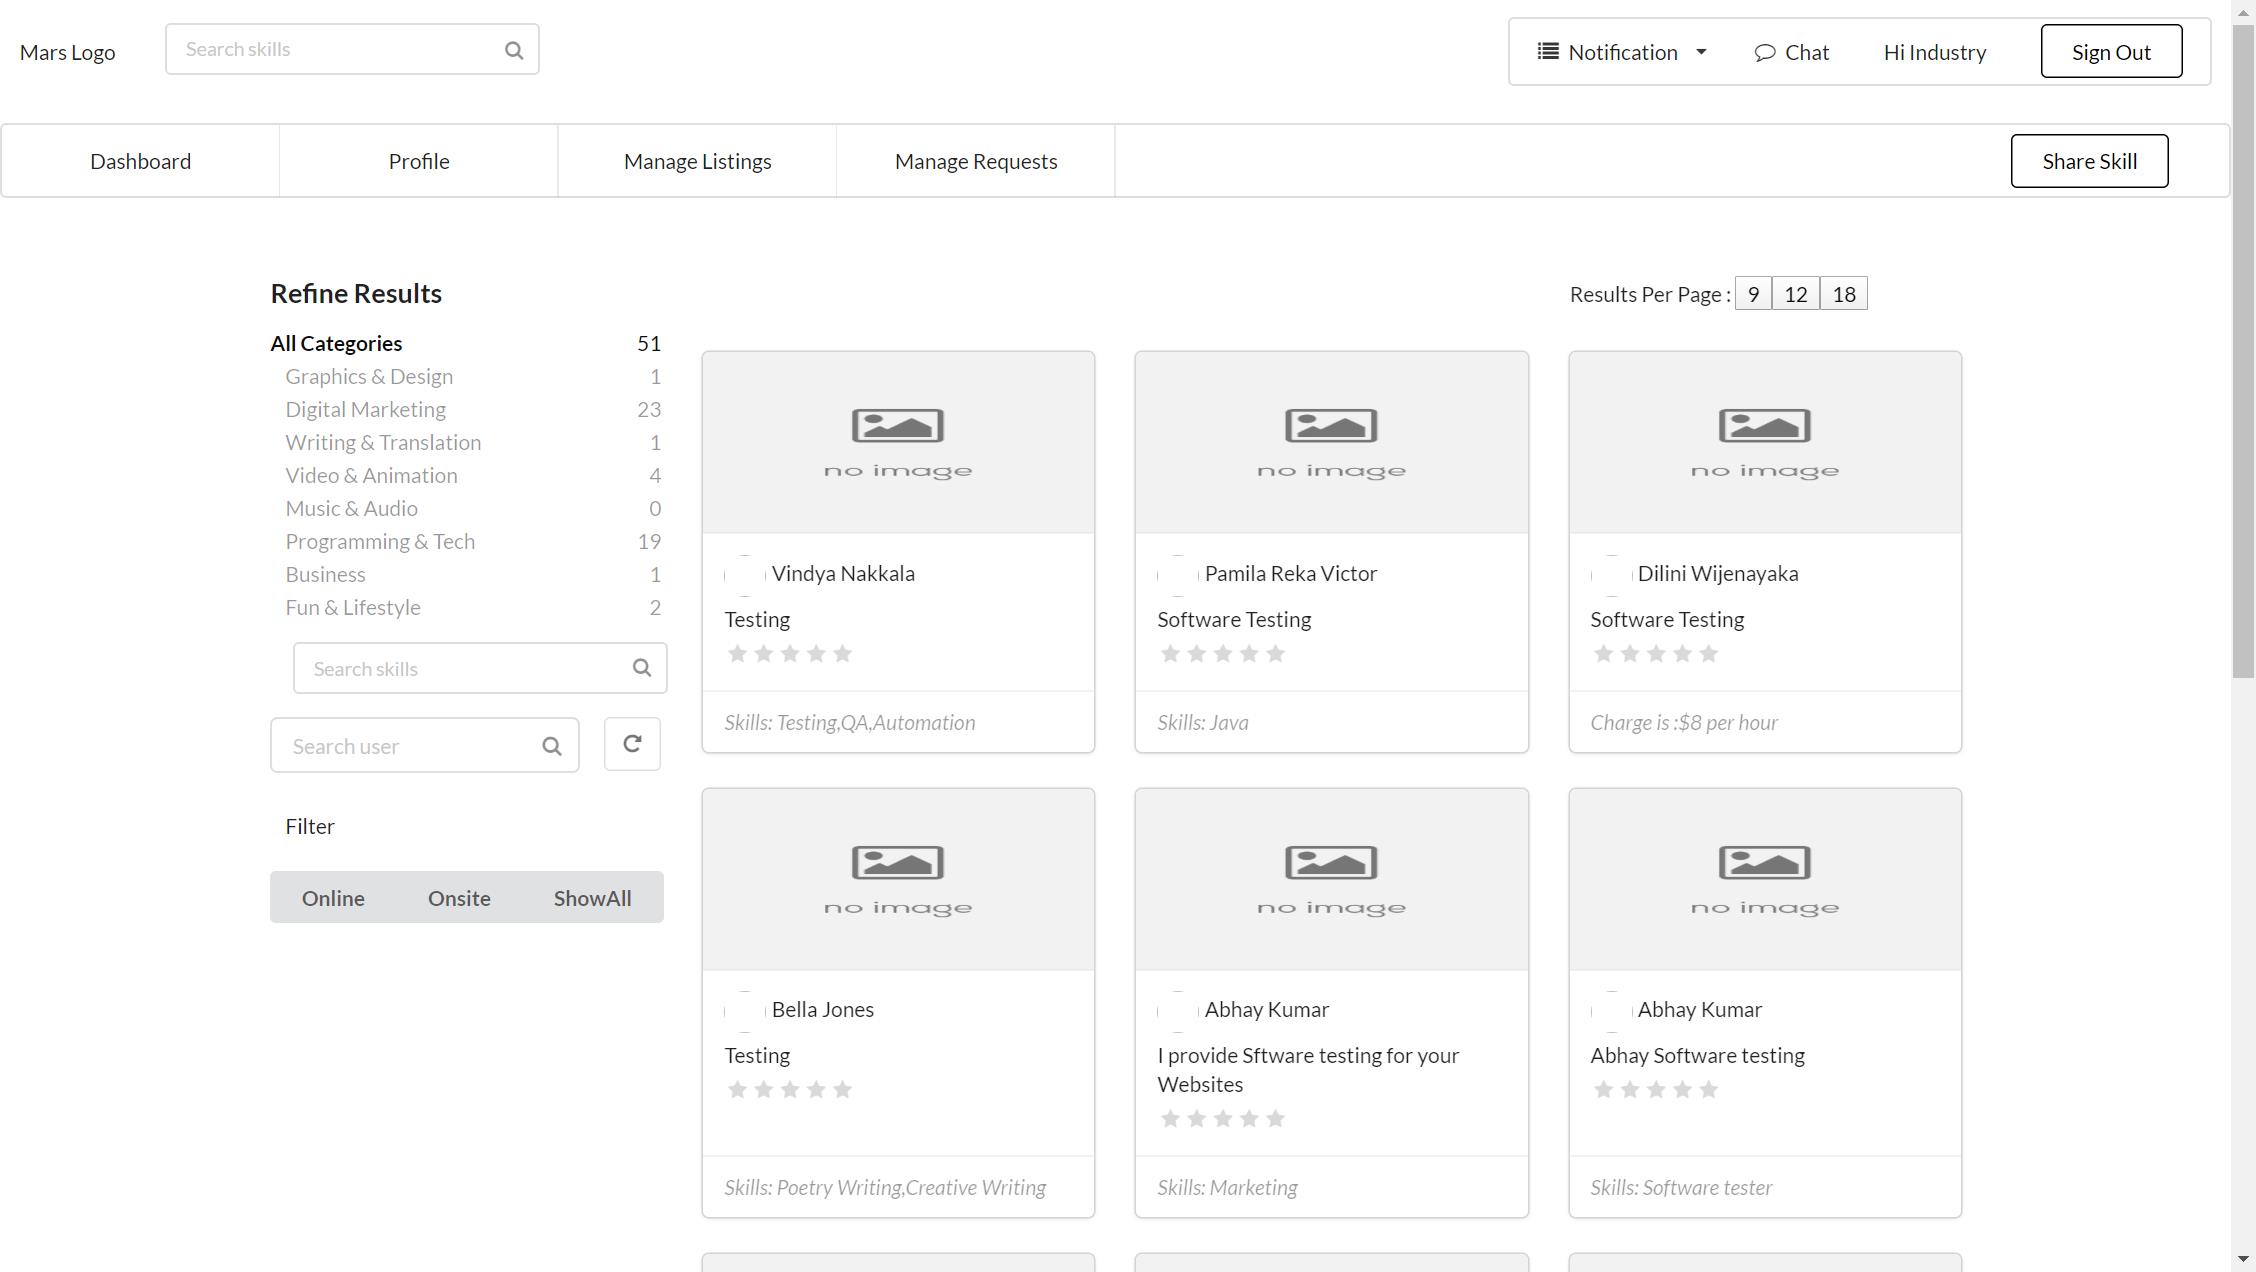 Mars Logo
Search skills
Notification
Chat
Hi Industry
Sign Out
Dashboard
Profile
Manage Listings
Manage Requests
Share Skill
Refine Results
Results Per Page : 9 12 18
All Categories 51
Graphics & Design 1
Digital Marketing 23
Writing & Translation 1
Video & Animation 4
Music & Audio 0
Programming & Tech 19
Business 1
Fun & Lifestyle 2
Search skills
Search user
Filter
Online Onsite ShowAll
no image
Vindya Nakkala
Testing
Skills: Testing,QA,Automation
no image
Pamila Reka Victor
Software Testing
Skills: Java
no image
Dilini Wijenayaka
Software Testing
Charge is :$8 per hour
no image
Bella Jones
Testing
Skills: Poetry Writing,Creative Writing
no image
Abhay Kumar
I provide Sftware testing for your
Websites
Skills: Marketing
no image
Abhay Kumar
Abhay Software testing
Skills: Software tester